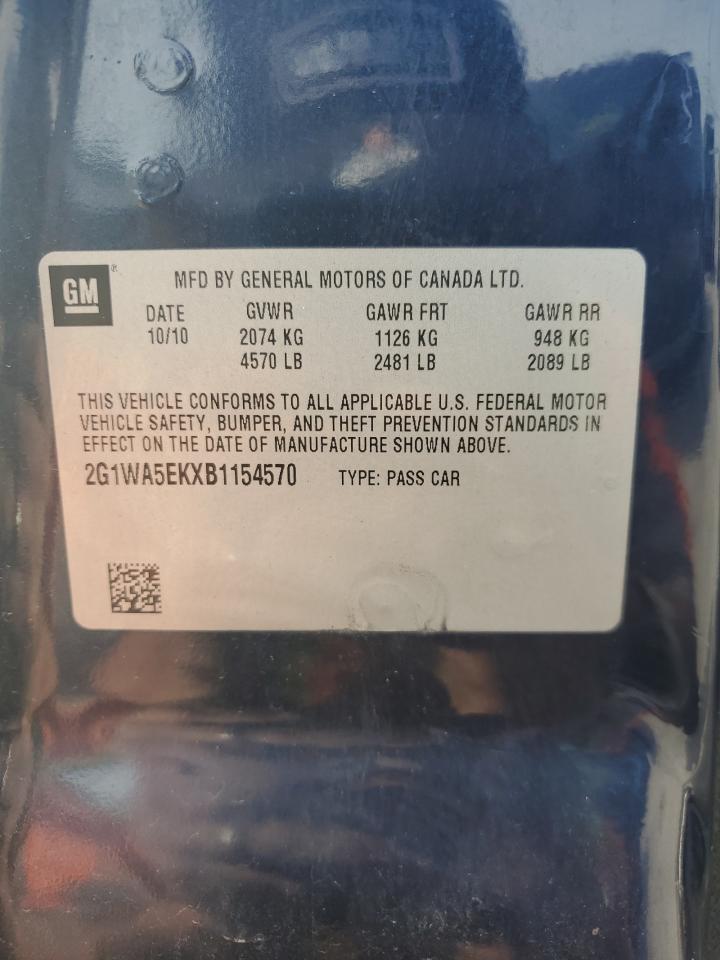 GM®
MFD BY GENERAL MOTORS OF CANADA LTD.
DATE GVWR GAWR FRT GAWR RR
10/10 2074 KG 1126 KG 948 KG
4570 LB 2481 LB 2089 LB
THIS VEHICLE CONFORMS TO ALL APPLICABLE U.S. FEDERAL MOTOR
VEHICLE SAFETY, BUMPER, AND THEFT PREVENTION STANDARDS IN
EFFECT ON THE DATE OF MANUFACTURE SHOWN ABOVE.
2G1WA5EKXB1154570 TYPE: PASS CAR